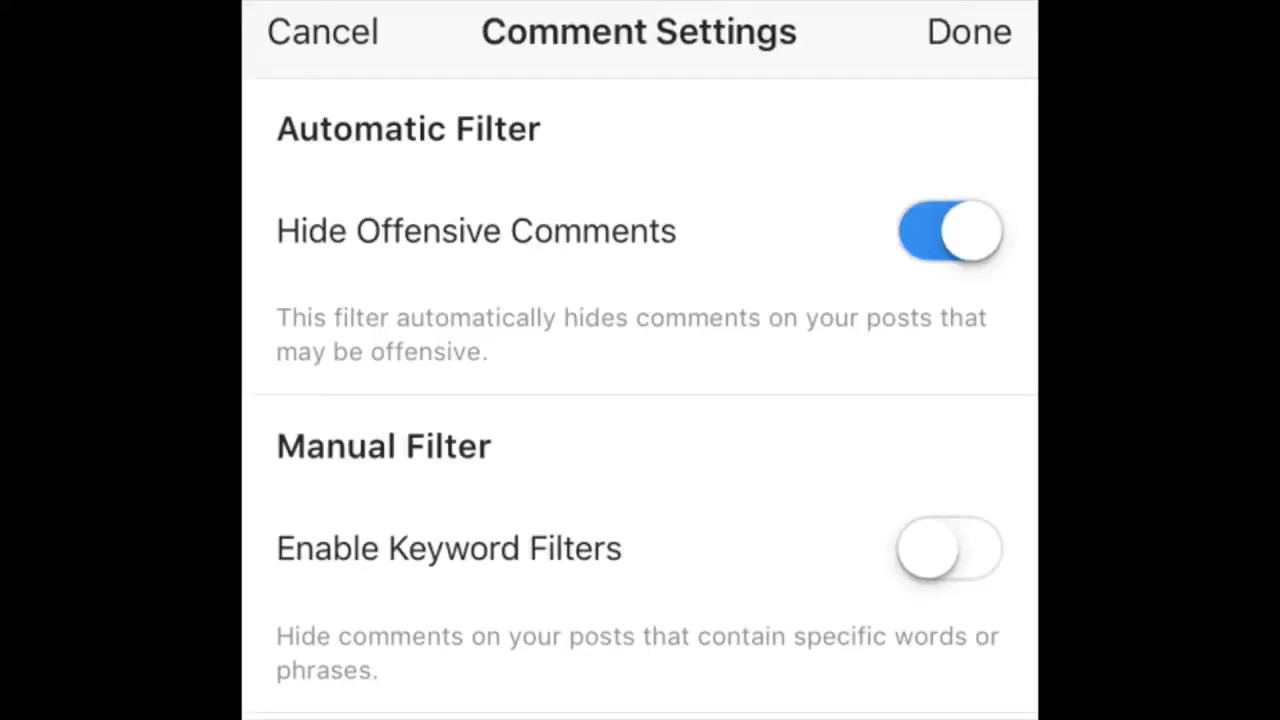 Cancel Comment Settings Done
Automatic Filter
Hide Offensive Comments
This filter automatically hides comments on your posts that
may be offensive.
Manual Filter
Enable Keyword Filters
Hide comments on your posts that contain specific words or
phrases.